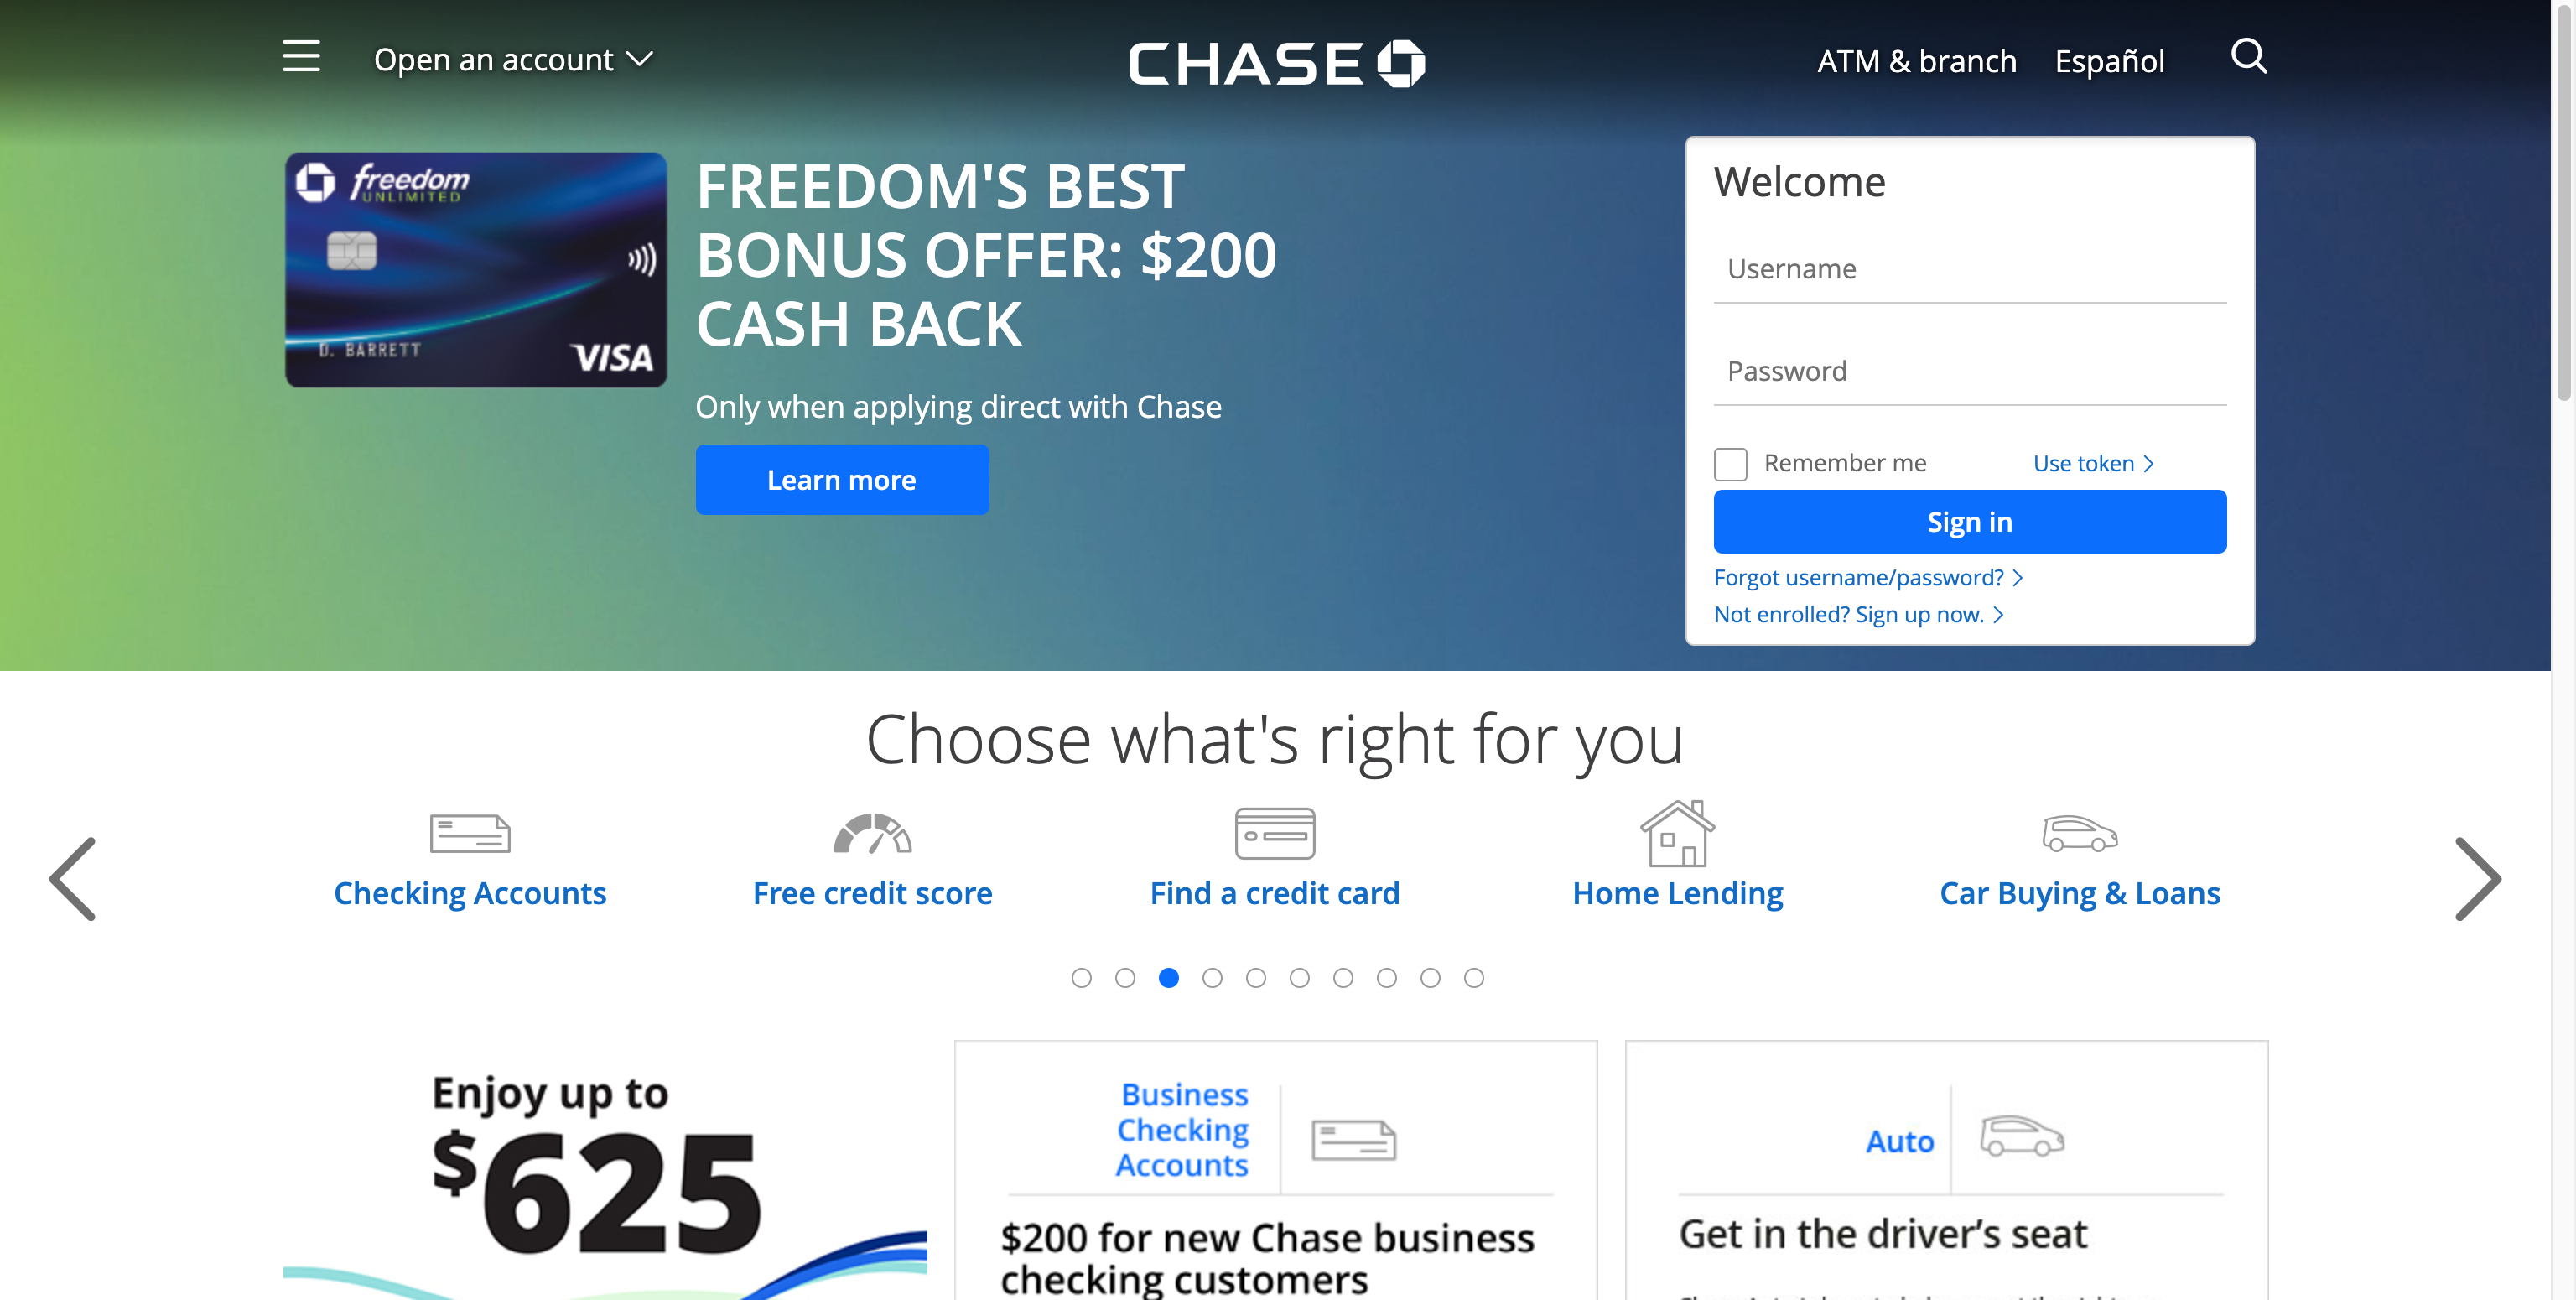 Open an account
CHASE
ATM & branch
Español
freedom
UNLIMITED
D. BARRETT
VISA
FREEDOM'S BEST
BONUS OFFER: $200
CASH BACK
Only when applying direct with Chase
Learn more
Welcome
Username
Password
Remember me
Use token
Sign in
Forgot username/password?
Not enrolled? Sign up now.
Choose what's right for you
Checking Accounts
Free credit score
Find a credit card
Home Lending
Car Buying & Loans
Enjoy up to
$625
Business
Checking
Accounts
$200 for new Chase business
checking customers
Auto
Get in the driver’s seat